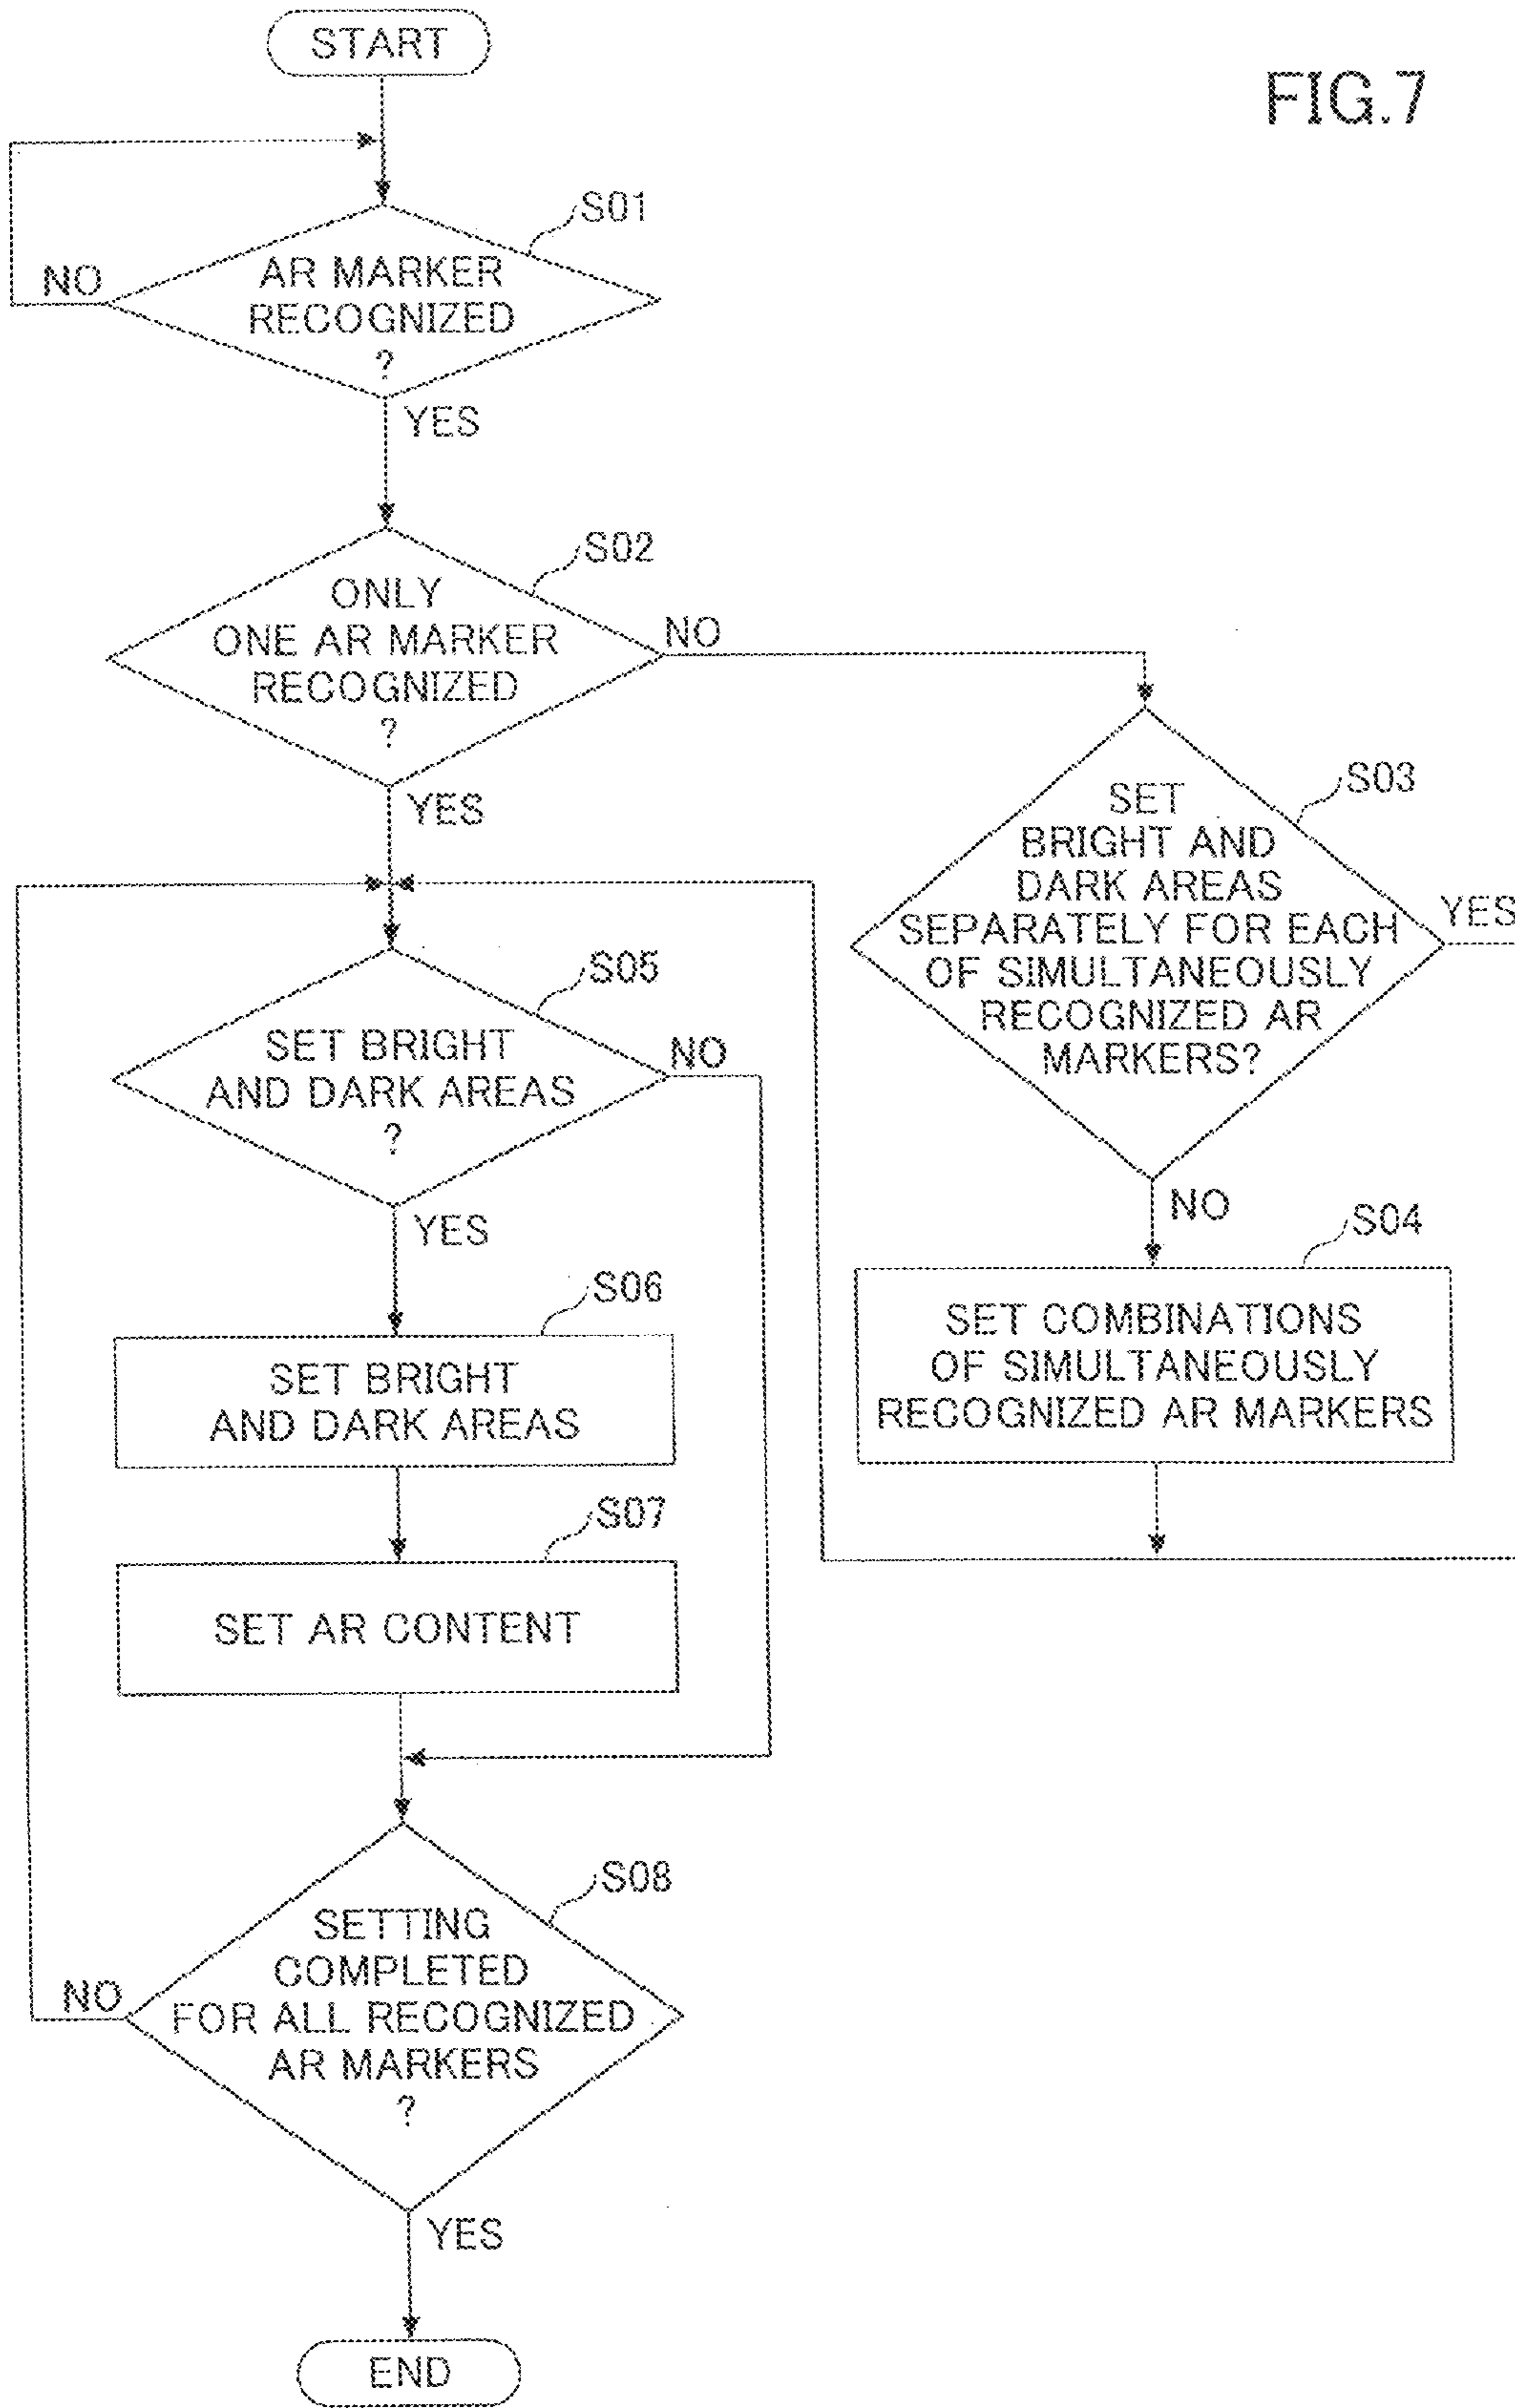 START
FIG.7
S01
NO
AR MARKER
RECOGNIZED
?
YES
S02
ONLY
ONE AR MARKER
RECOGNIZED
?
NO
YES
S03
SET
BRIGHT AND
DARK AREAS
SEPARATELY FOR EACH
OF SIMULTANEOUSLY
RECOGNIZED AR
MARKERS?
YES
NO
S04
SET COMBINATIONS
OF SIMULTANEOUSLY
RECOGNIZED AR MARKERS
S05
SET BRIGHT
AND DARK AREAS
?
NO
YES
S06
SET BRIGHT
AND DARK AREAS
S07
SET AR CONTENT
S08
SETTING
COMPLETED
FOR ALL RECOGNIZED
AR MARKERS
?
NO
YES
END